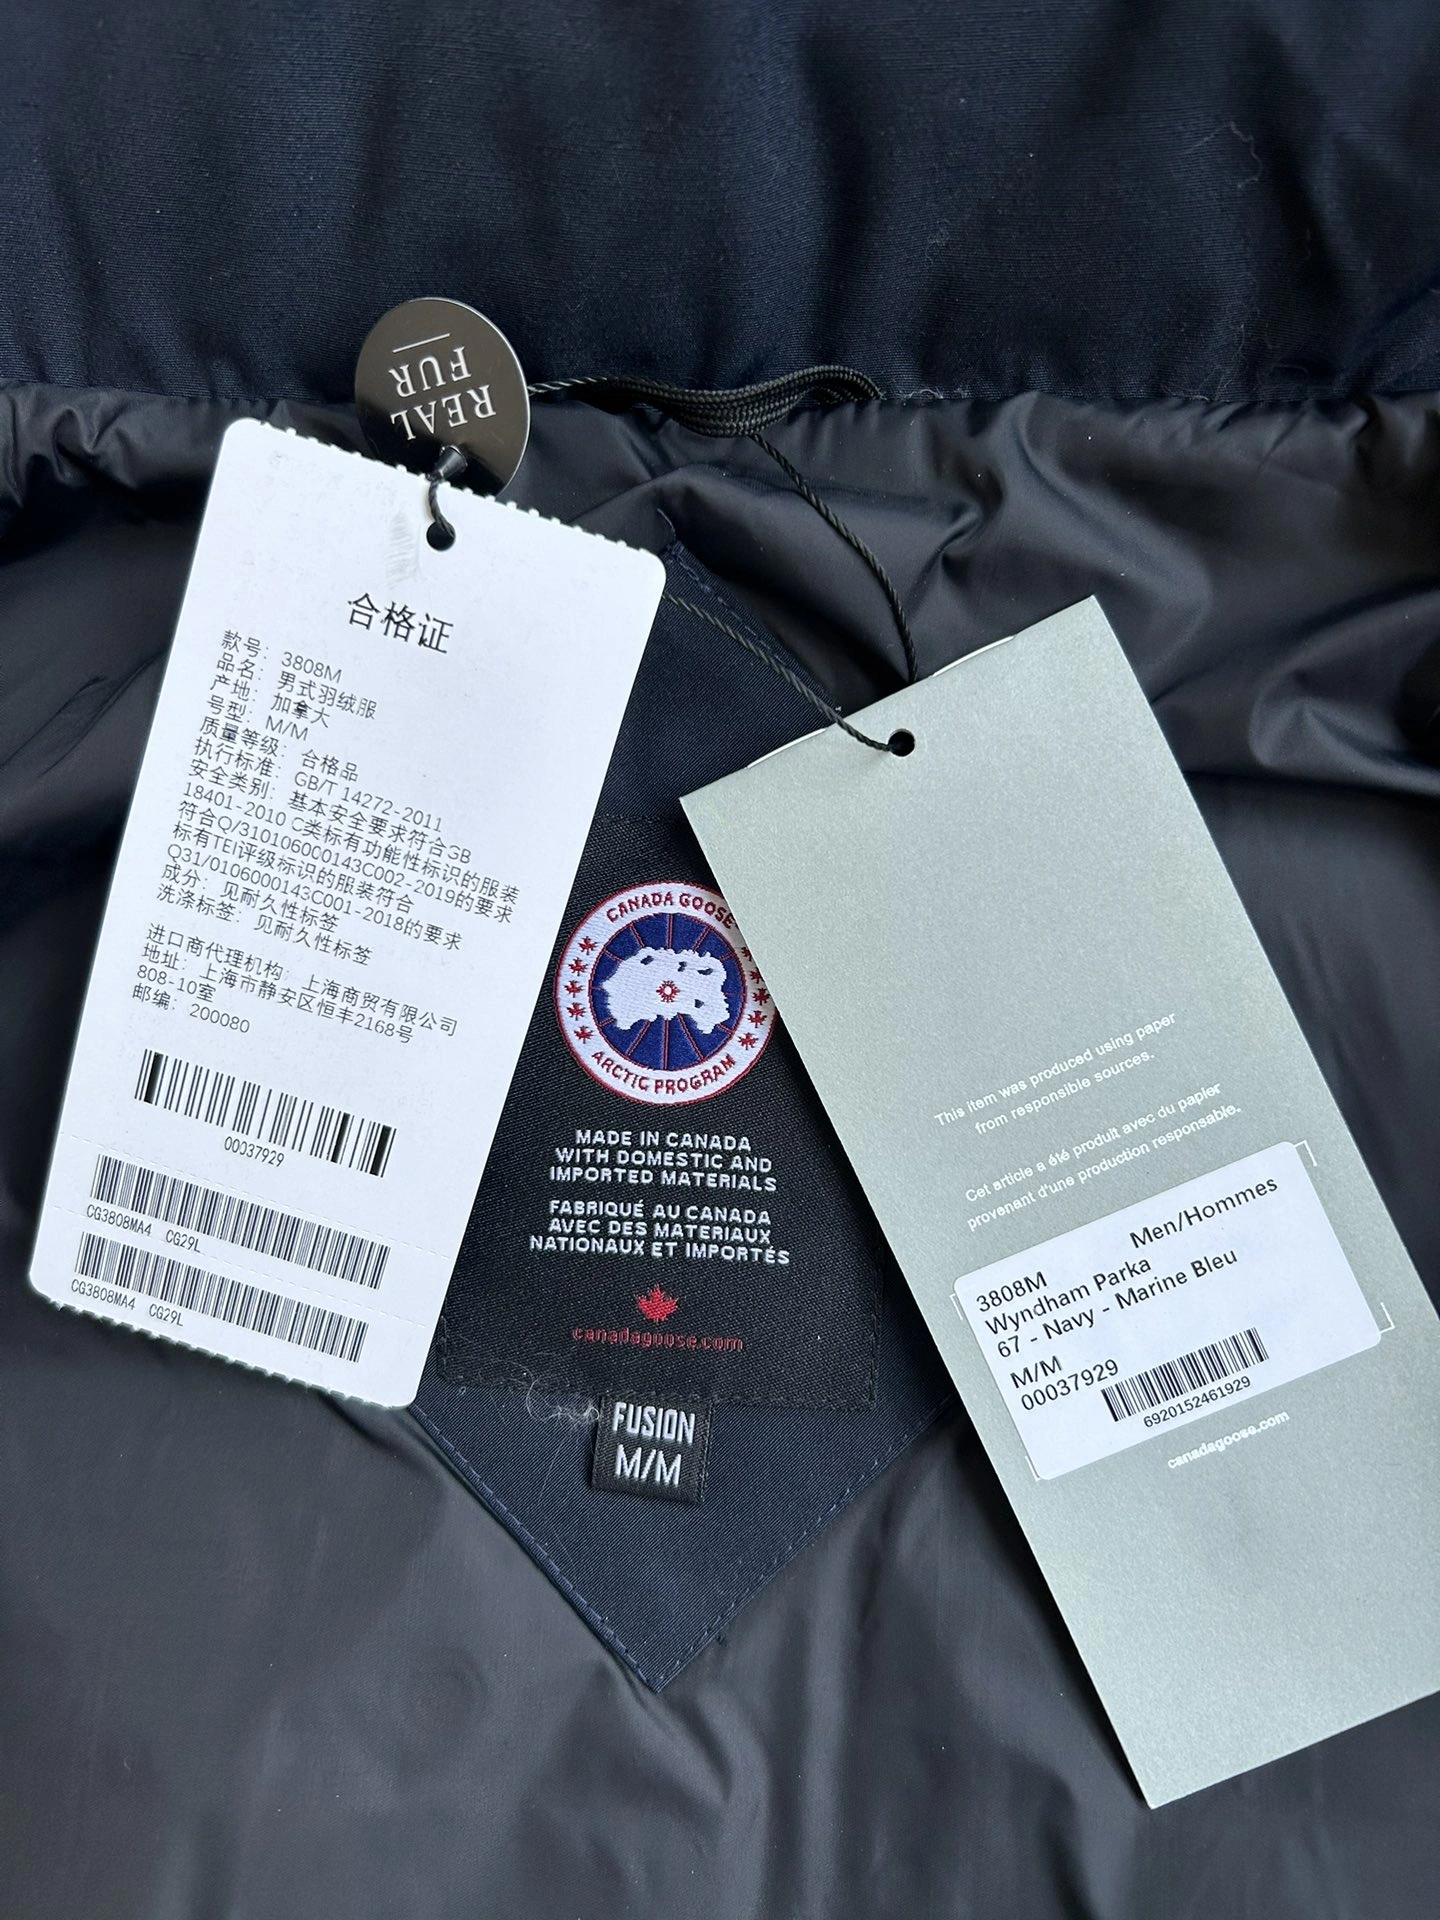 REAL
FUR
合格证
款号: 3808M
品名: 男式羽绒服
产地: 加拿大
号型: M/M
质量等级: 合格品
执行标准: GB/T 14272-2011
安全类别: 基本安全要求符合GB
18401-2010 C类标有功能性标识的服装
符合Q/310106000143C002-2019的要求
标有TEI评级标识的服装符合
Q31/0106000143C001-2018的要求
成分: 见耐久性标签
洗涤标签: 见耐久性标签
进口商代理机构: 上海商贸有限公司
地址: 上海市静安区恒丰2168号
808-10室
邮编: 200080
00037929
CG3808MA4 CG29L
CG3808MA4 CG29L
CANADA GOOSE
ARCTIC PROGRAM
MADE IN CANADA
WITH DOMESTIC AND
IMPORTED MATERIALS
FABRIQUÉ AU CANADA
AVEC DES MATERIAUX
NATIONAUX ET IMPORTÉS
canadagoose.com
FUSION
M/M
This item was produced using paper
from responsible sources.
Cet article a été produit avec du papier
provenant d'une production responsable.
Men/Hommes
3808M
Wyndham Parka
67 - Navy - Marine Bleu
M/M
00037929
6920152461929
canadagoose.com